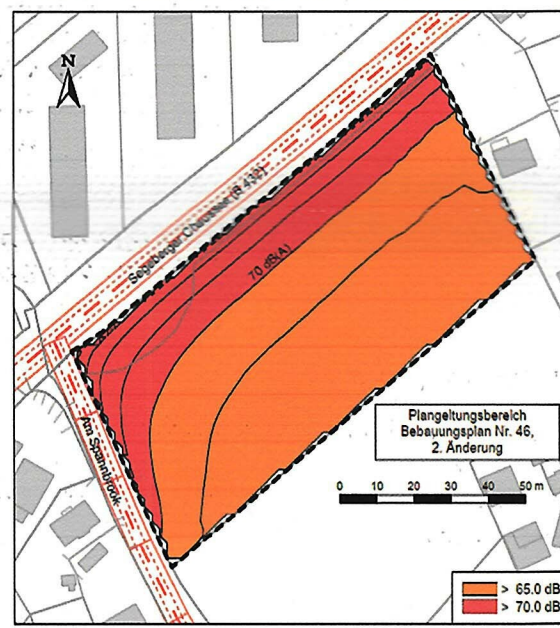 N
Segeberger Chaussee (B 432)
70 dB(A)
Am Spannbrook
Plangeltungsbereich
Bebauungsplan Nr. 46,
2. Änderung
0 10 20 30 40 50 m
> 65.0 dB
> 70.0 dB